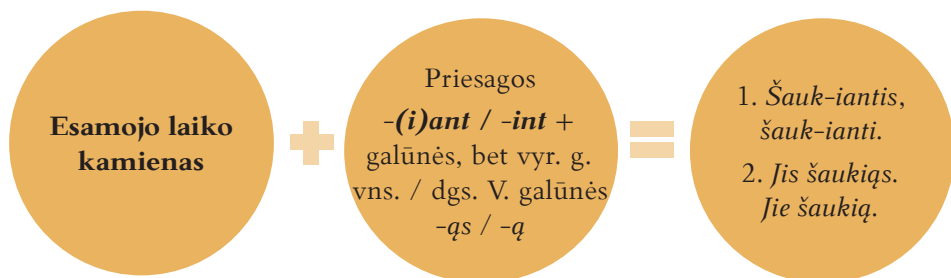 Esamojo laiko
kamienas
Priesagos
-(i)ant / -int +
galūnės, bet vyr. g.
vns. / dgs. V. galūnės
-ąs / -ą
1. Šauk-iantis,
šauk-ianti.
2. Jis šaukiąs.
Jie šaukią.